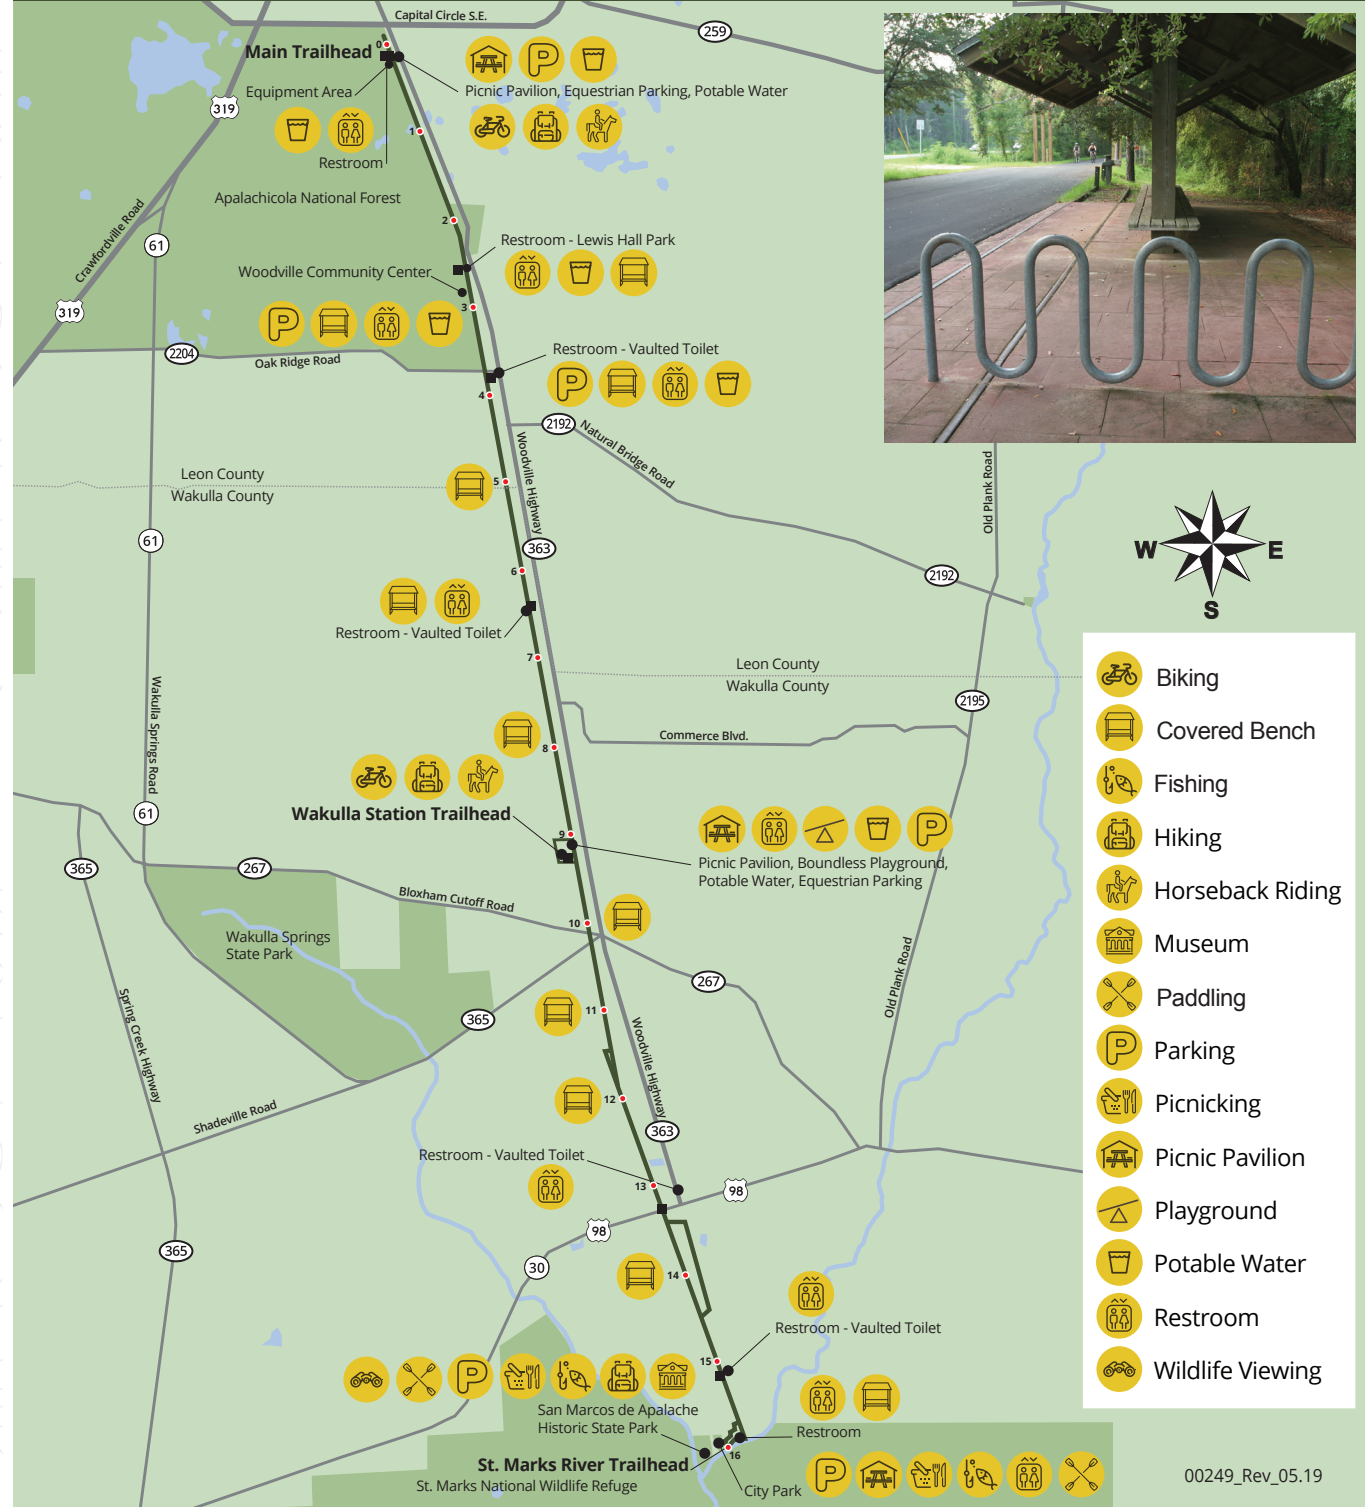 Capital Circle S.E.
259
Main Trailhead
0
Equipment Area
Picnic Pavilion, Equestrian Parking, Potable Water
319
1
Restroom
Apalachicola National Forest
2
Crawfordville Road
61
Restroom - Lewis Hall Park
Woodville Community Center
3
319
2204
Oak Ridge Road
Restroom - Vaulted Toilet
4
2192
Natural Bridge Road
Woodville Highway
Old Plank Road
Leon County
Wakulla County
5
61
363
W
E
S
6
2192
Restroom - Vaulted Toilet
7
Leon County
Wakulla County
2195
Wakulla Springs Road
Commerce Blvd.
8
61
Wakulla Station Trailhead
9
Picnic Pavilion, Boundless Playground,
Potable Water, Equestrian Parking
365
267
Bloxham Cutoff Road
10
Wakulla Springs
State Park
267
Old Plank Road
365
11
Spring Creek Highway
Woodville Highway
12
Shadeville Road
363
Restroom - Vaulted Toilet
13
98
98
365
30
14
Restroom - Vaulted Toilet
15
San Marcos de Apalache
Historic State Park
Restroom
16
St. Marks River Trailhead
St. Marks National Wildlife Refuge
City Park
Biking
Covered Bench
Fishing
Hiking
Horseback Riding
Museum
Paddling
Parking
Picnicking
Picnic Pavilion
Playground
Potable Water
Restroom
Wildlife Viewing
00249_Rev_05.19